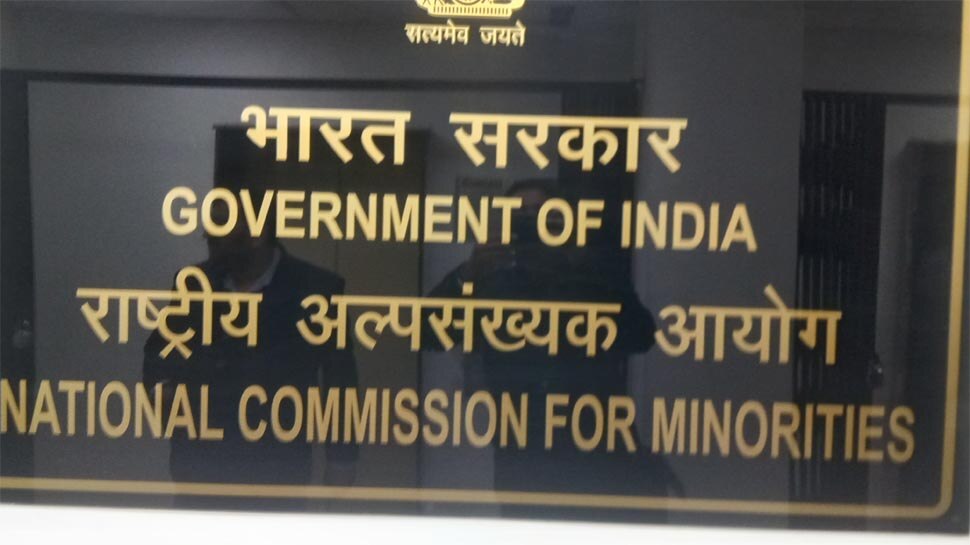 सत्यमेव जयते
भारत सरकार
GOVERNMENT OF INDIA
राष्ट्रीय अल्पसंख्यक आयोग
NATIONAL COMMISSION FOR MINORITIES